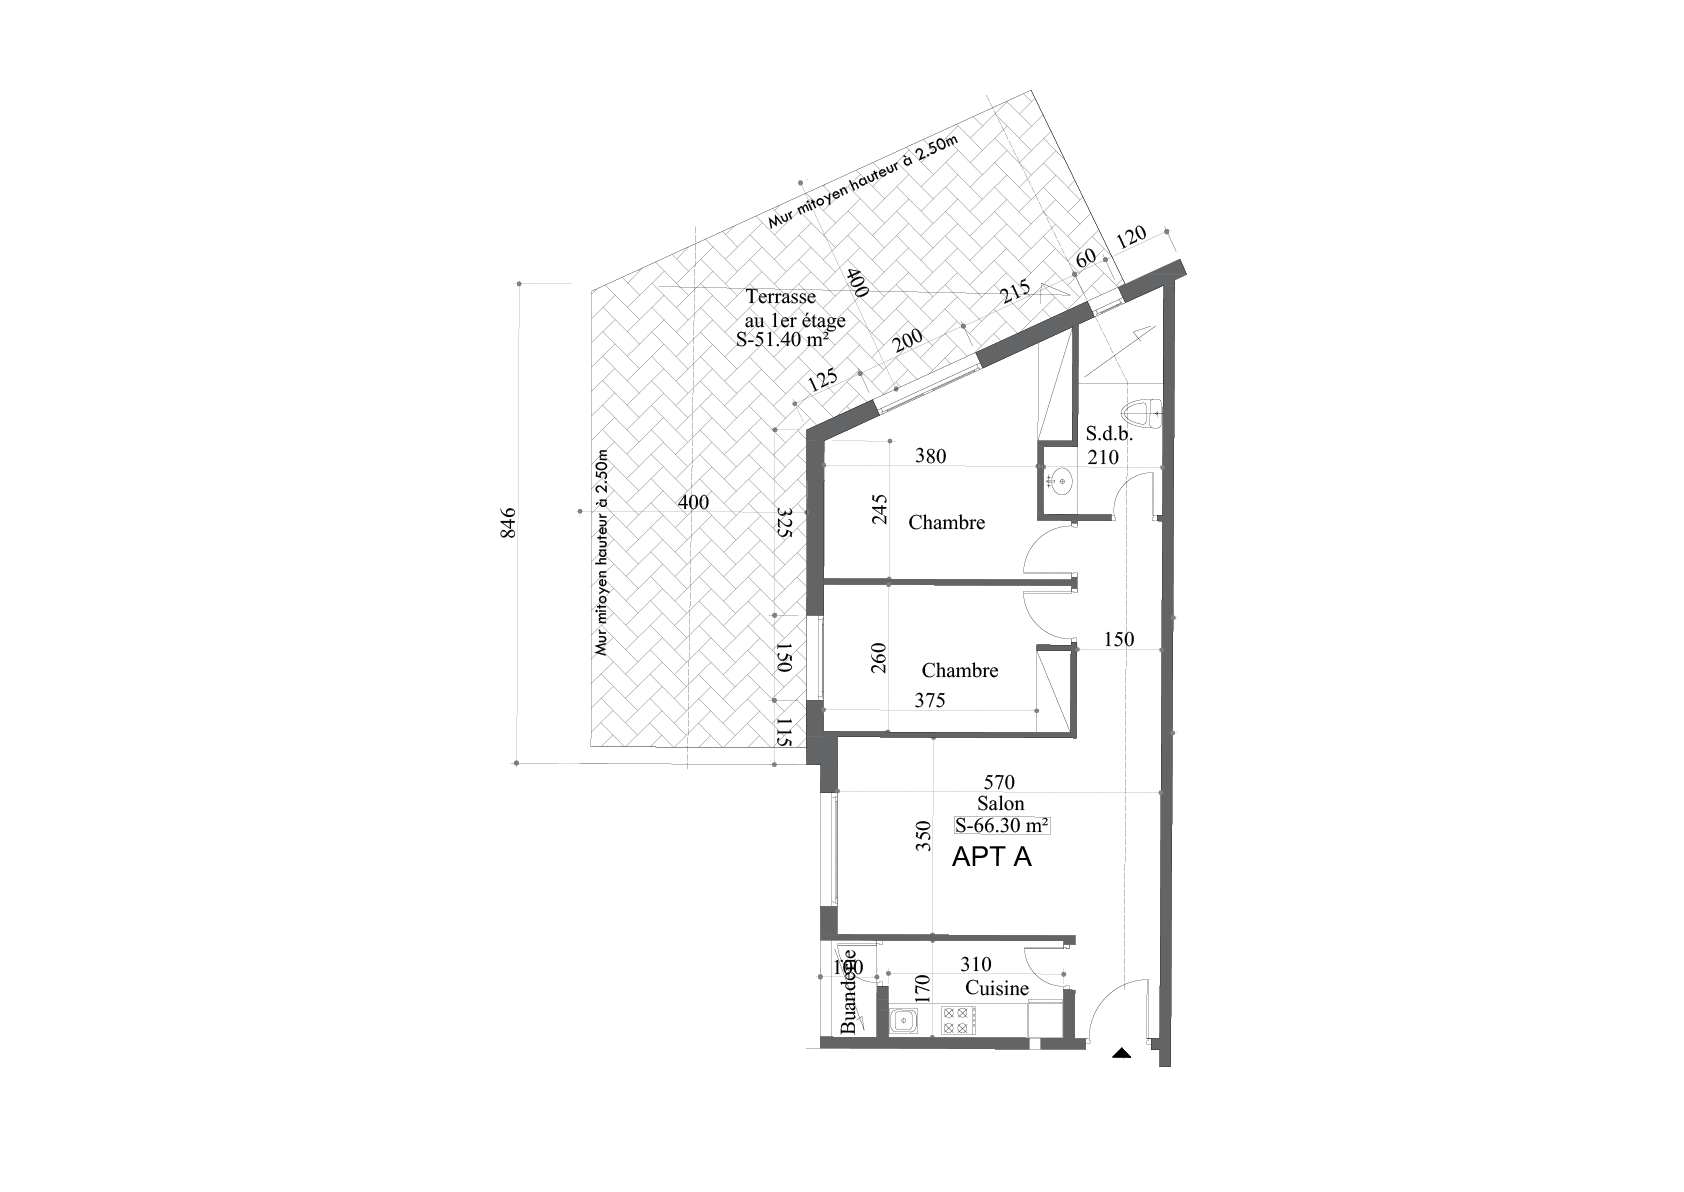 Mur mitoyen hauteur à 2.50m
120
60
215
400
Terrasse
au 1er étage
S-51.40 m²
200
125
S.d.b.
210
380
Mur mitoyen hauteur à 2.50m
400
846
325
245
Chambre
150
150
260
Chambre
375
115
570
Salon
S-66.30 m²
350
APT A
100
310
170
Cuisine
Buanderie